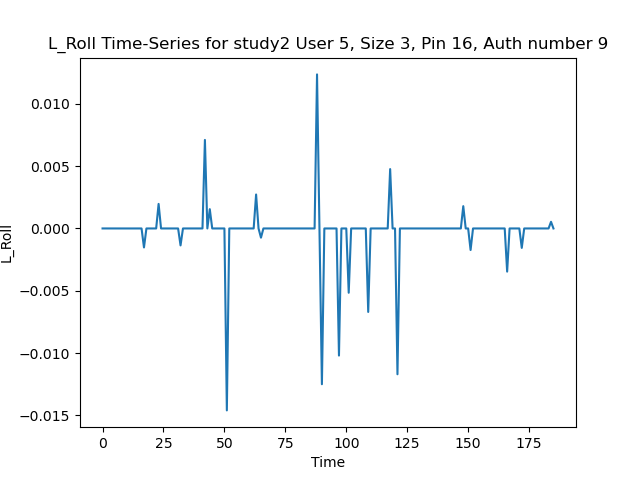 L_Roll Time-Series for study2 User 5, Size 3, Pin 16, Auth number 9
0.010
0.005
0.000
−0.005
−0.010
−0.015
L_Roll
0 25 50 75 100 125 150 175
Time